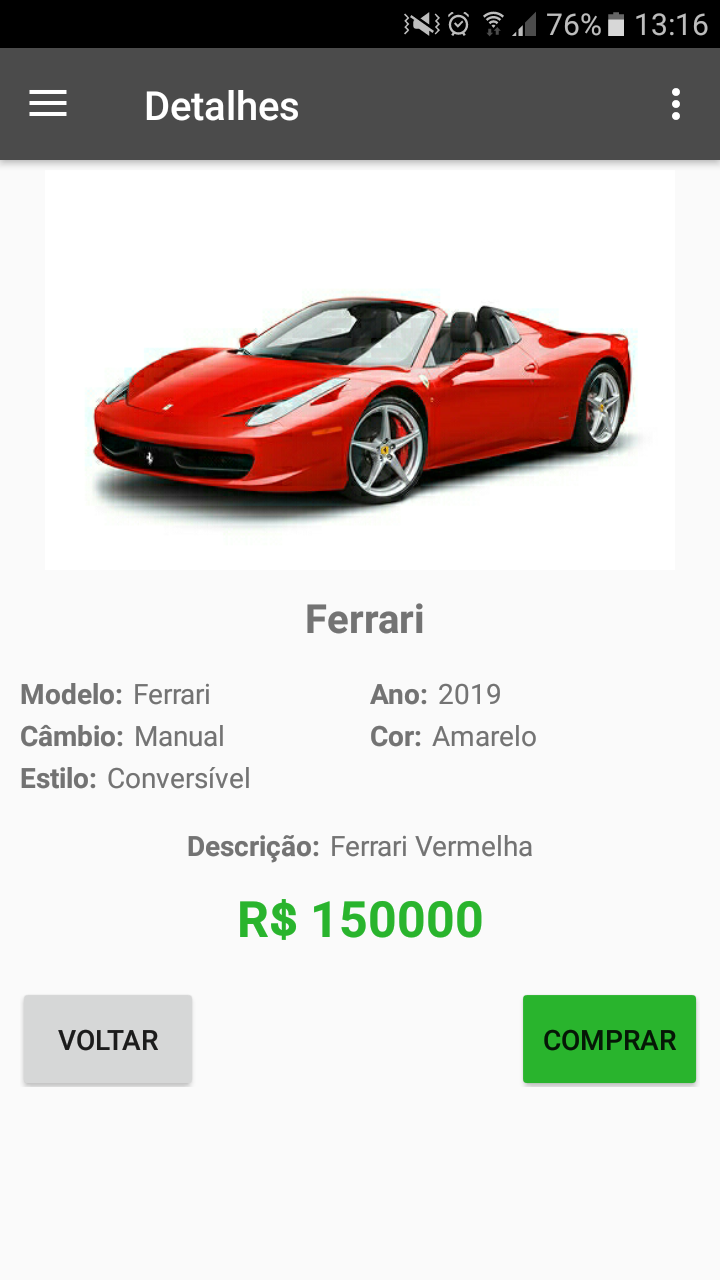 76% 13:16
Detalhes
Ferrari
Modelo: Ferrari Ano: 2019
Câmbio: Manual Cor: Amarelo
Estilo: Conversível
Descrição: Ferrari Vermelha
R$ 150000
VOLTAR COMPRAR